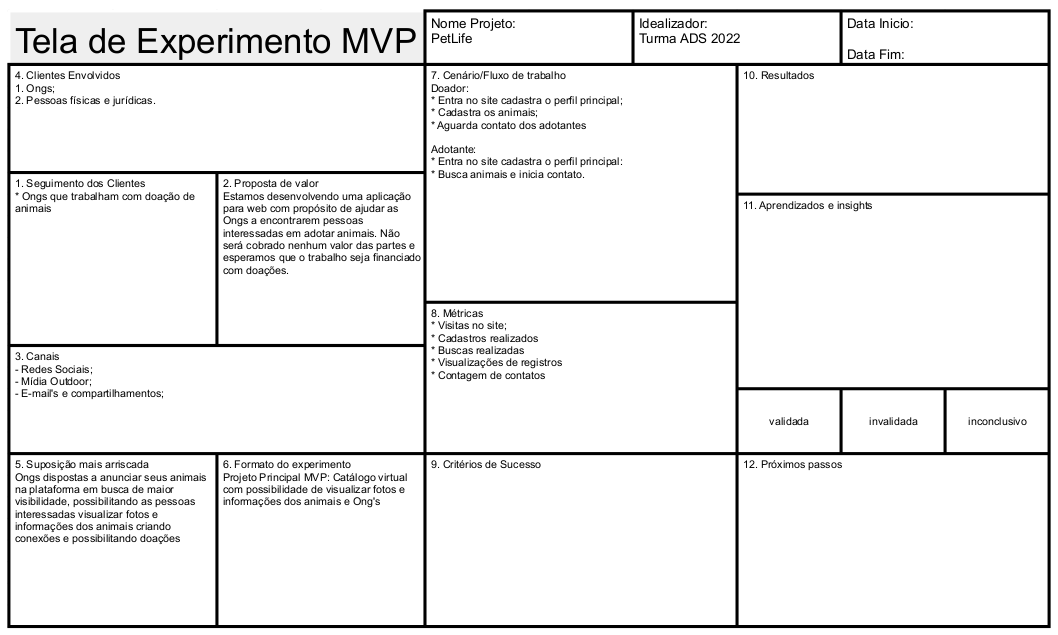 Tela de Experimento MVP
Nome Projeto:
PetLife
Idealizador:
Turma ADS 2022
Data Inicio:
Data Fim:
4. Clientes Envolvidos
1. Ongs;
2. Pessoas físicas e jurídicas.
1. Seguimento dos Clientes
* Ongs que trabalham com doação de
animais
2. Proposta de valor
Estamos desenvolvendo uma aplicação
para web com propósito de ajudar as
Ongs a encontrarem pessoas
interessadas em adotar animais. Não
será cobrado nenhum valor das partes e
esperamos que o trabalho seja financiado
com doações.
3. Canais
- Redes Sociais;
- Mídia Outdoor;
- E-mail's e compartilhamentos;
5. Suposição mais arriscada
Ongs dispostas a anunciar seus animais
na plataforma em busca de maior
visibilidade, possibilitando as pessoas
interessadas visualizar fotos e
informações dos animais criando
conexões e possibilitando doações
6. Formato do experimento
Projeto Principal MVP: Catálogo virtual
com possibilidade de visualizar fotos e
informações dos animais e Ong's
7. Cenário/Fluxo de trabalho
Doador:
* Entra no site cadastra o perfil principal;
* Cadastra os animais;
* Aguarda contato dos adotantes
Adotante:
* Entra no site cadastra o perfil principal:
* Busca animais e inicia contato.
8. Métricas
* Visitas no site;
* Cadastros realizados
* Buscas realizadas
* Visualizações de registros
* Contagem de contatos
9. Critérios de Sucesso
10. Resultados
11. Aprendizados e insights
validada
invalidada
inconclusivo
12. Próximos passos